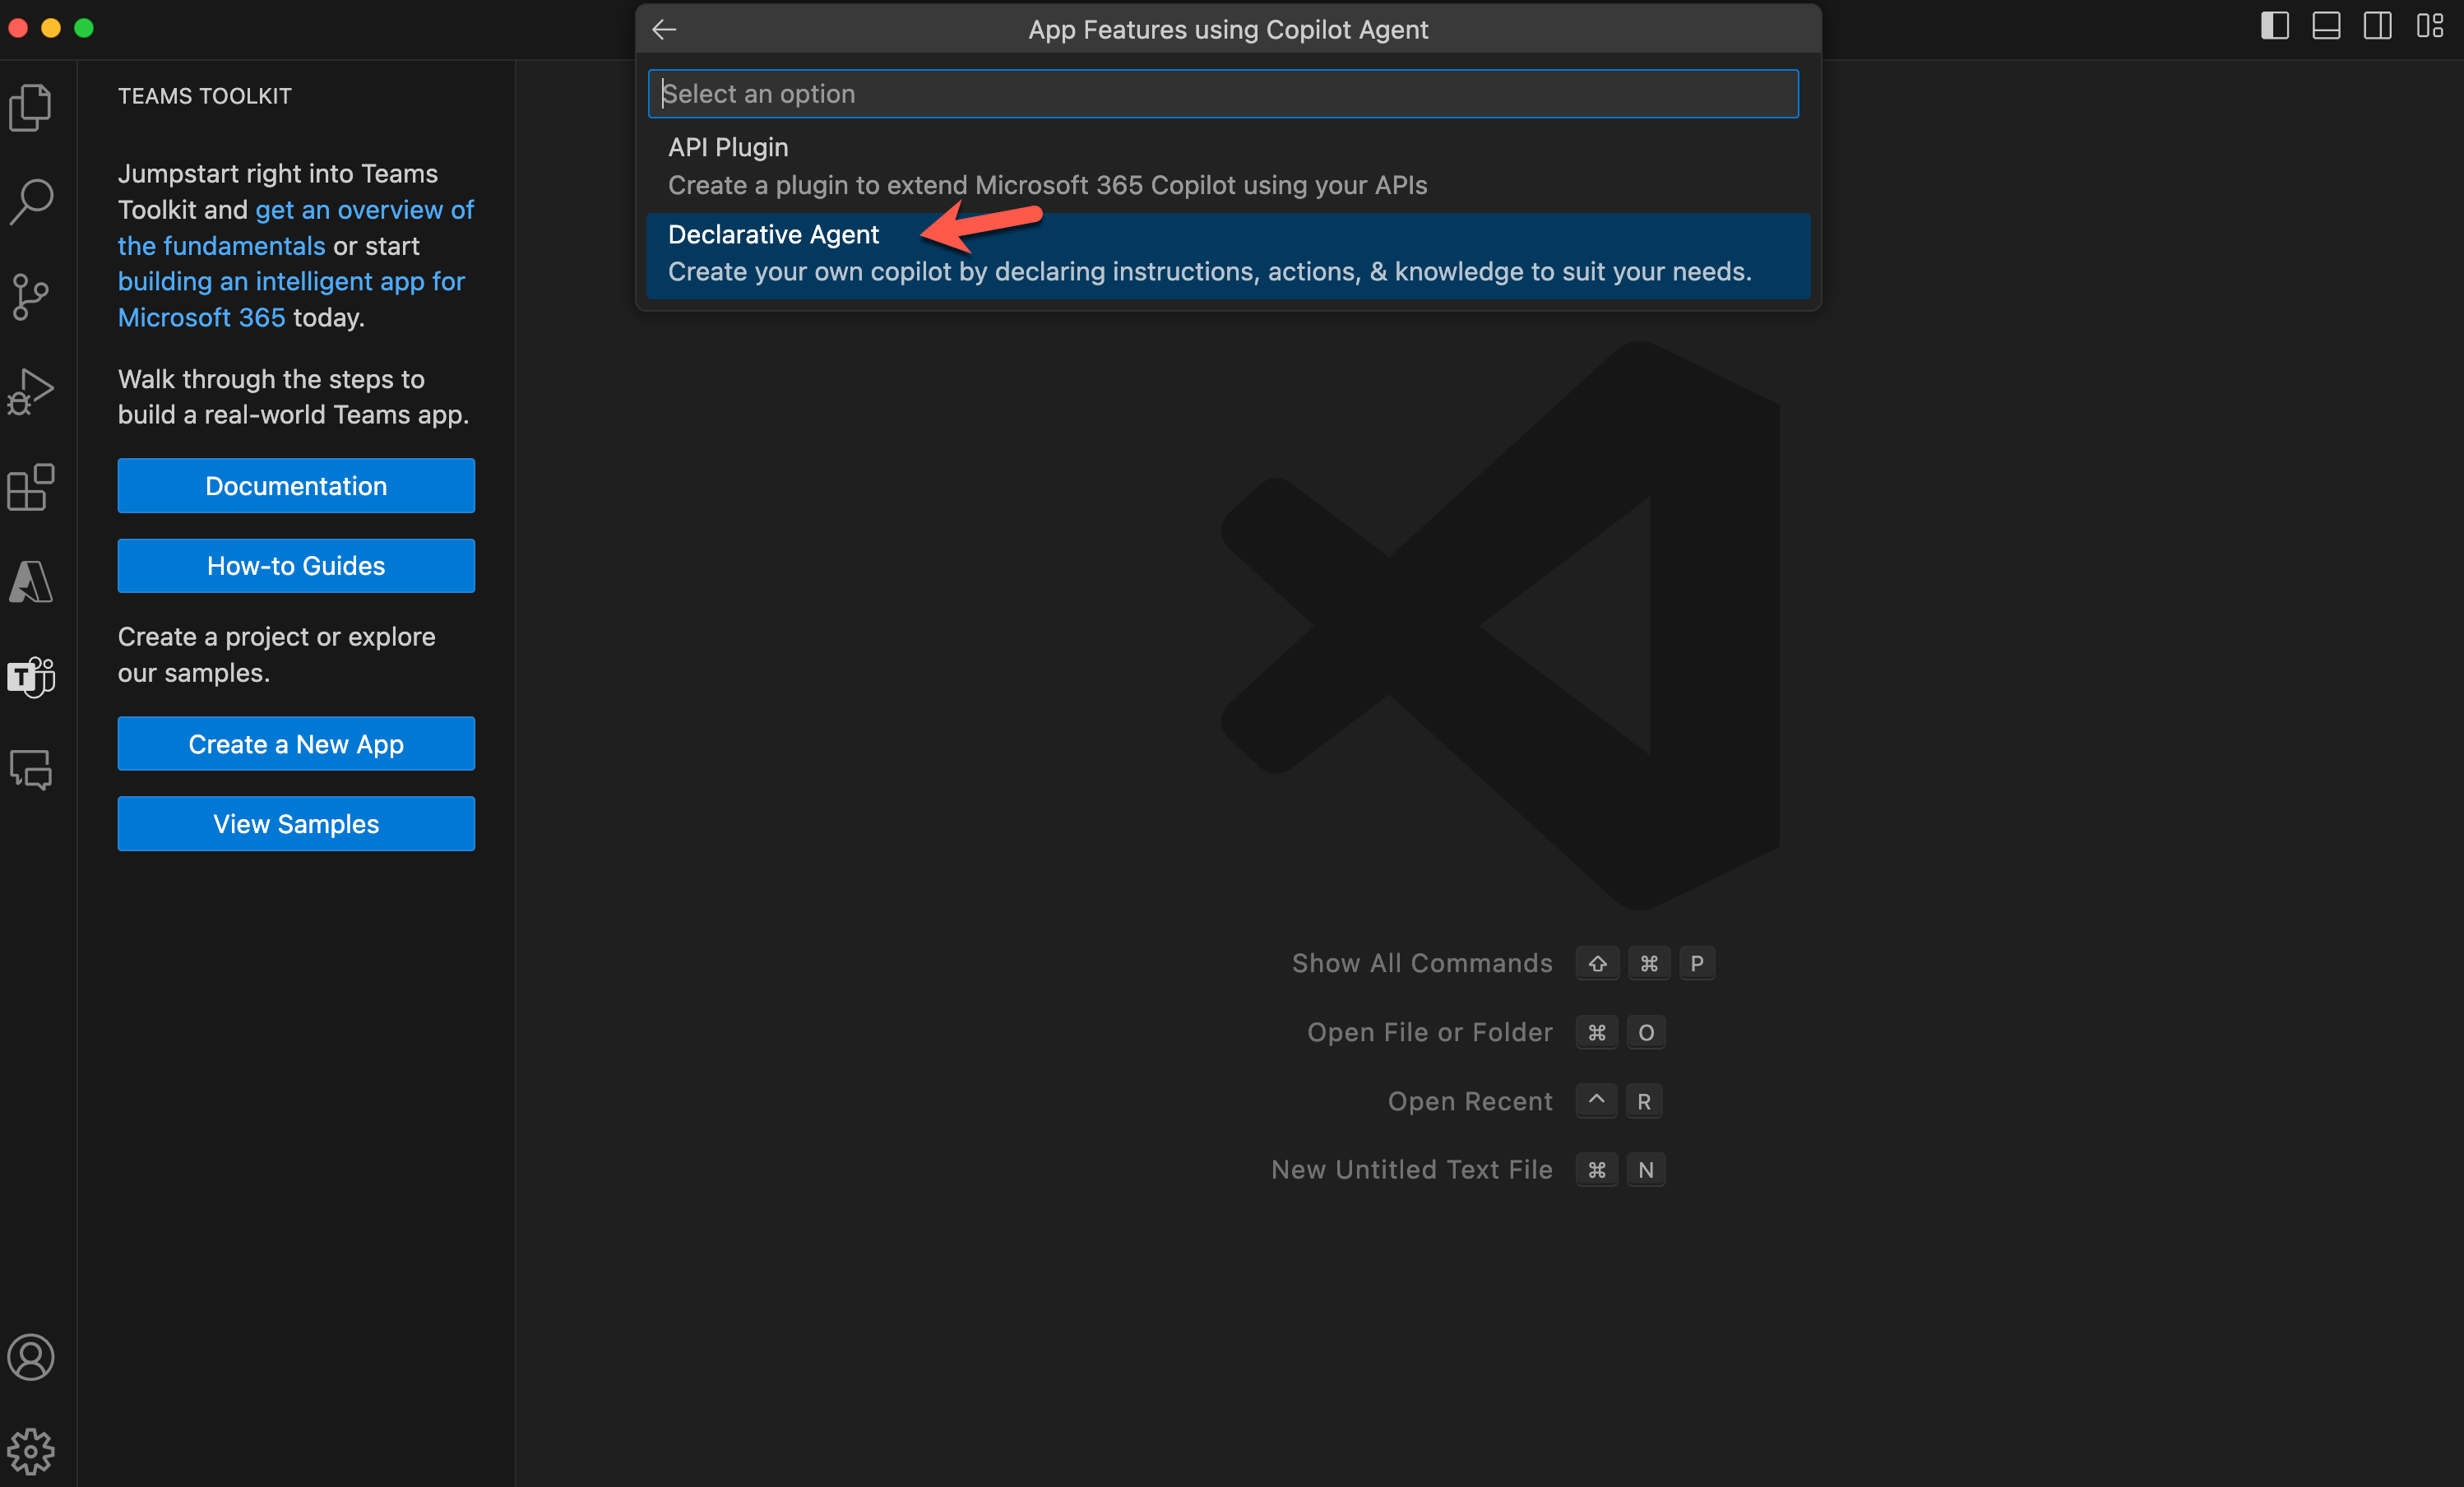 App Features using Copilot Agent
Select an option
API Plugin
Create a plugin to extend Microsoft 365 Copilot using your APIs
Declarative Agent
Create your own copilot by declaring instructions, actions, & knowledge to suit your needs.
TEAMS TOOLKIT
Jumpstart right into Teams
Toolkit and get an overview of
the fundamentals or start
building an intelligent app for
Microsoft 365 today.
Walk through the steps to
build a real-world Teams app.
Documentation
How-to Guides
Create a project or explore
our samples.
Create a New App
View Samples
T
Show All Commands ⇧ ⌘ P
Open File or Folder ⌘ O
Open Recent ^ R
New Untitled Text File ⌘ N